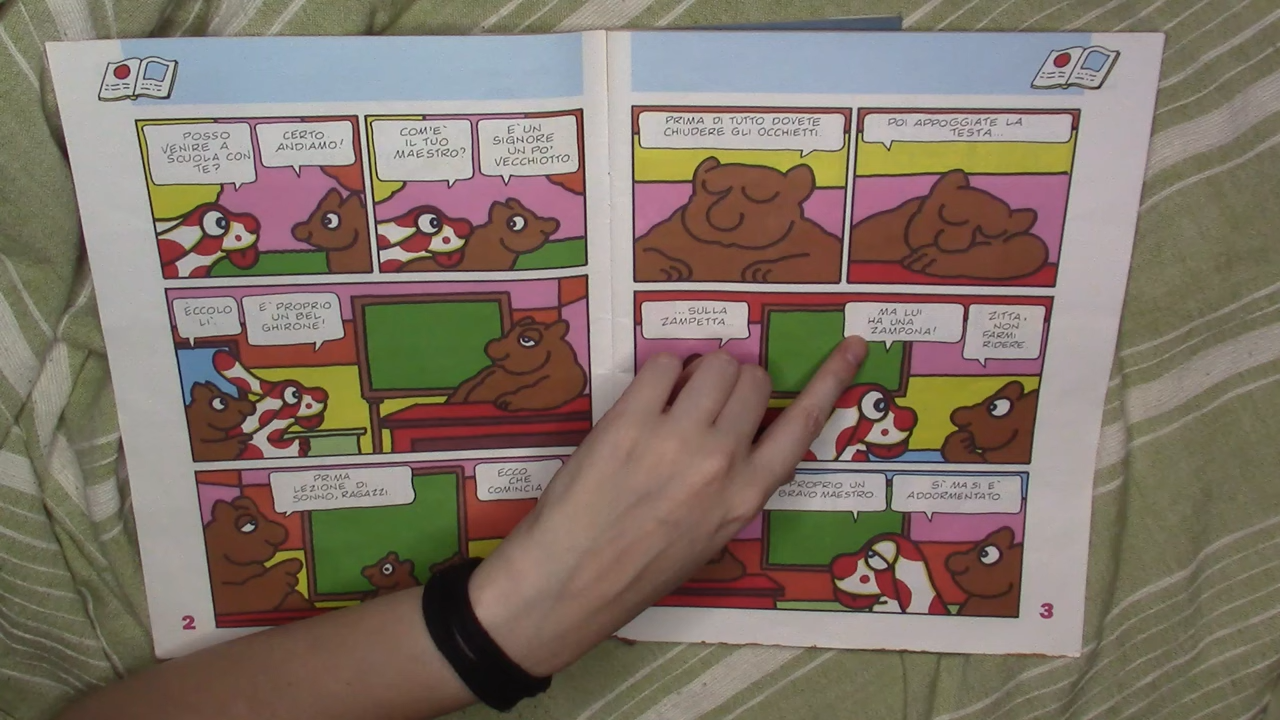 POSSO
VENIRE A
SCUOLA CON
TE?
CERTO.
ANDIAMO!
COM'E'
IL TUO
MAESTRO?
E' UN
SIGNORE
UN PO'
VECCHIOTTO.
ÈCCOLO
LI'.
E' PROPRIO
UN BEL
GHIRONE!
PRIMA
LEZIONE DI
SONNO, RAGAZZI.
ECCO,
CHE
COMINCIA
2
PRIMA DI TUTTO DOVETE
CHIUDERE GLI OCCHIETTI.
POI APPOGGIATE LA
TESTA...
...SULLA
ZAMPETTA...
MA LUI
HA UNA
ZAMPONA!
ZITTA,
NON
FARMI
RIDERE.
PROPRIO UN
BRAVO MAESTRO.
SI'. MA SI E'
ADDORMENTATO.
3